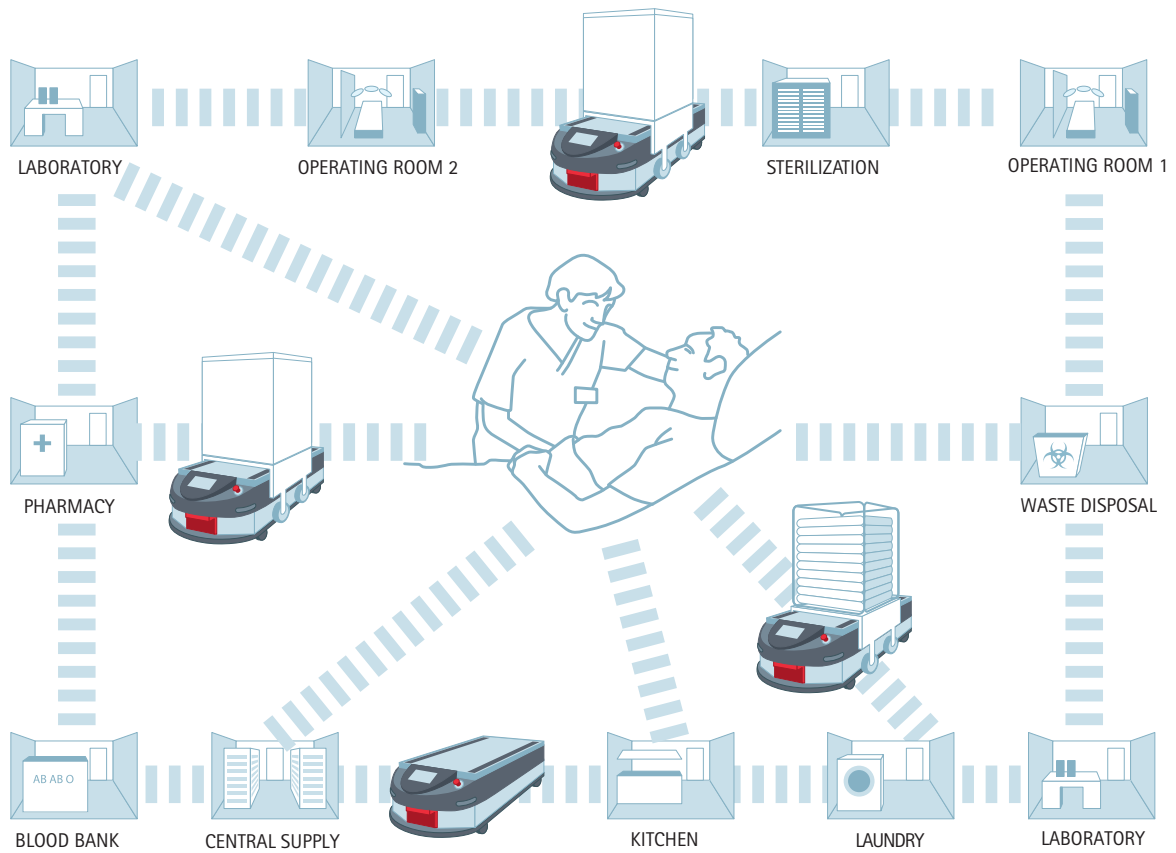 LABORATORY
OPERATING ROOM 2
STERILIZATION
OPERATING ROOM 1
PHARMACY
WASTE DISPOSAL
AB AB O
BLOOD BANK
CENTRAL SUPPLY
KITCHEN
LAUNDRY
LABORATORY